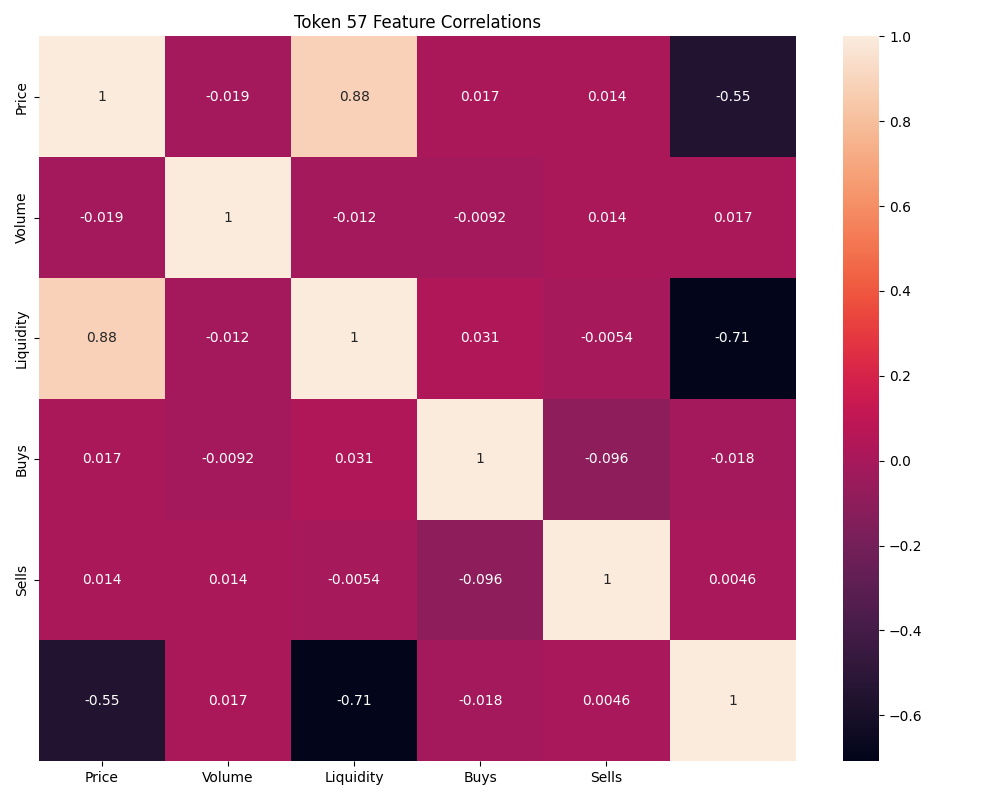 Token 57 Feature Correlations
Price
1 -0.019 0.88 0.017 0.014 -0.55
Volume
-0.019 1 -0.012 -0.0092 0.014 0.017
Liquidity
0.88 -0.012 1 0.031 -0.0054 -0.71
Buys
0.017 -0.0092 0.031 1 -0.096 -0.018
Sells
0.014 0.014 -0.0054 -0.096 1 0.0046
-0.55 0.017 -0.71 -0.018 0.0046 1
Price Volume Liquidity Buys Sells
1.0
0.8
0.6
0.4
0.2
0.0
−0.2
−0.4
−0.6